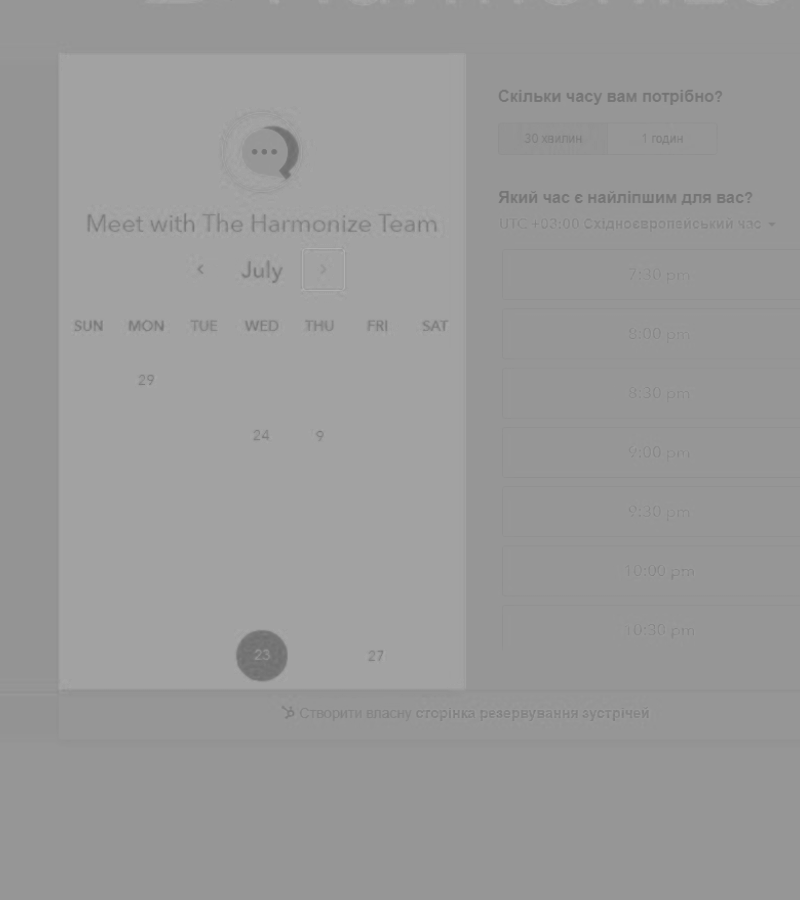 Meet with The Harmonize Team
July
SUN MON TUE WED THU FRI SAT
29
24 9
23 27
Скільки часу вам потрібно?
30 хвилин 1 годин
Який час є найліпшим для вас?
UTC +03:00 Східноєвропейський час
7:30 pm
8:00 pm
8:30 pm
9:00 pm
9:30 pm
10:00 pm
10:30 pm
Створити власну сторінка резервування зустрічей